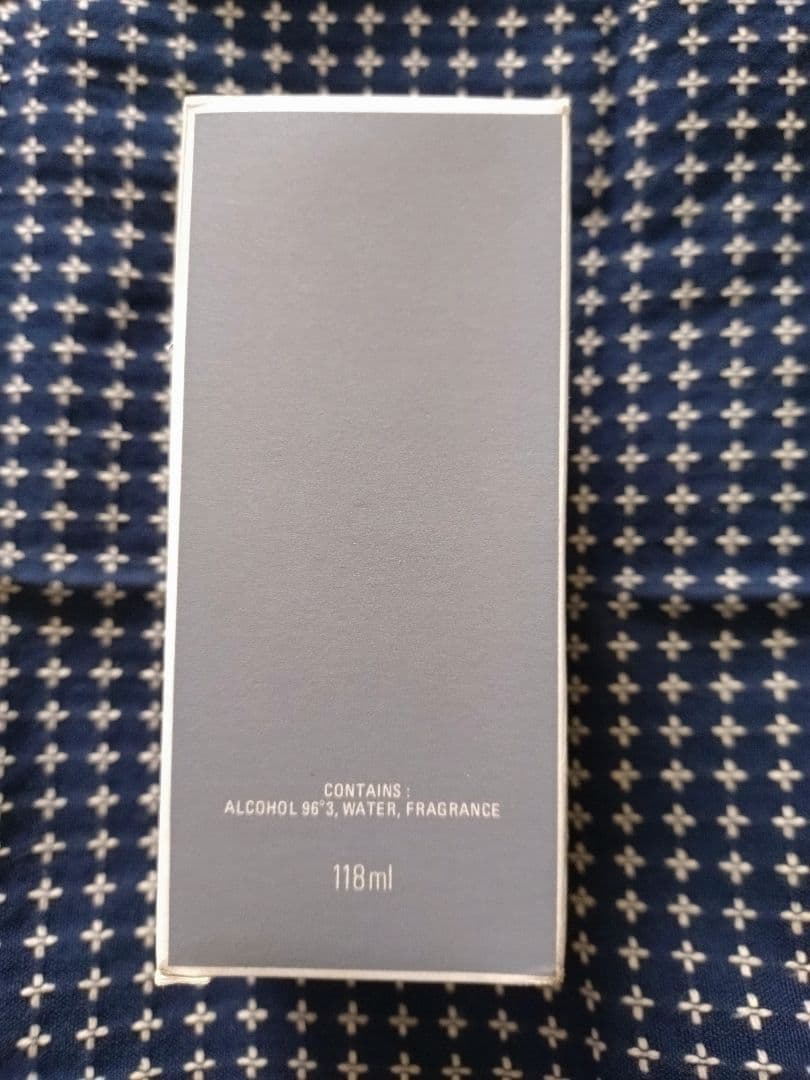 CONTAINS :
ALCOHOL 96°3, WATER, FRAGRANCE
118ml